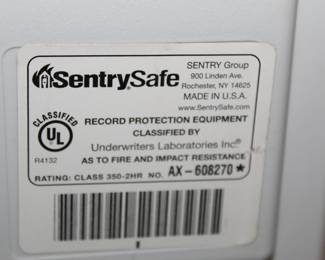 SentrySafe
SENTRY Group
900 Linden Ave.
Rochester, NY 14625
MADE IN U.S.A.
www.SentrySafe.com
CLASSIFIED
UL
R4132
RECORD PROTECTION EQUIPMENT
CLASSIFIED BY
Underwriters Laboratories Inc.®
AS TO FIRE AND IMPACT RESISTANCE
RATING: CLASS 350-2HR NO. AX-608270 *